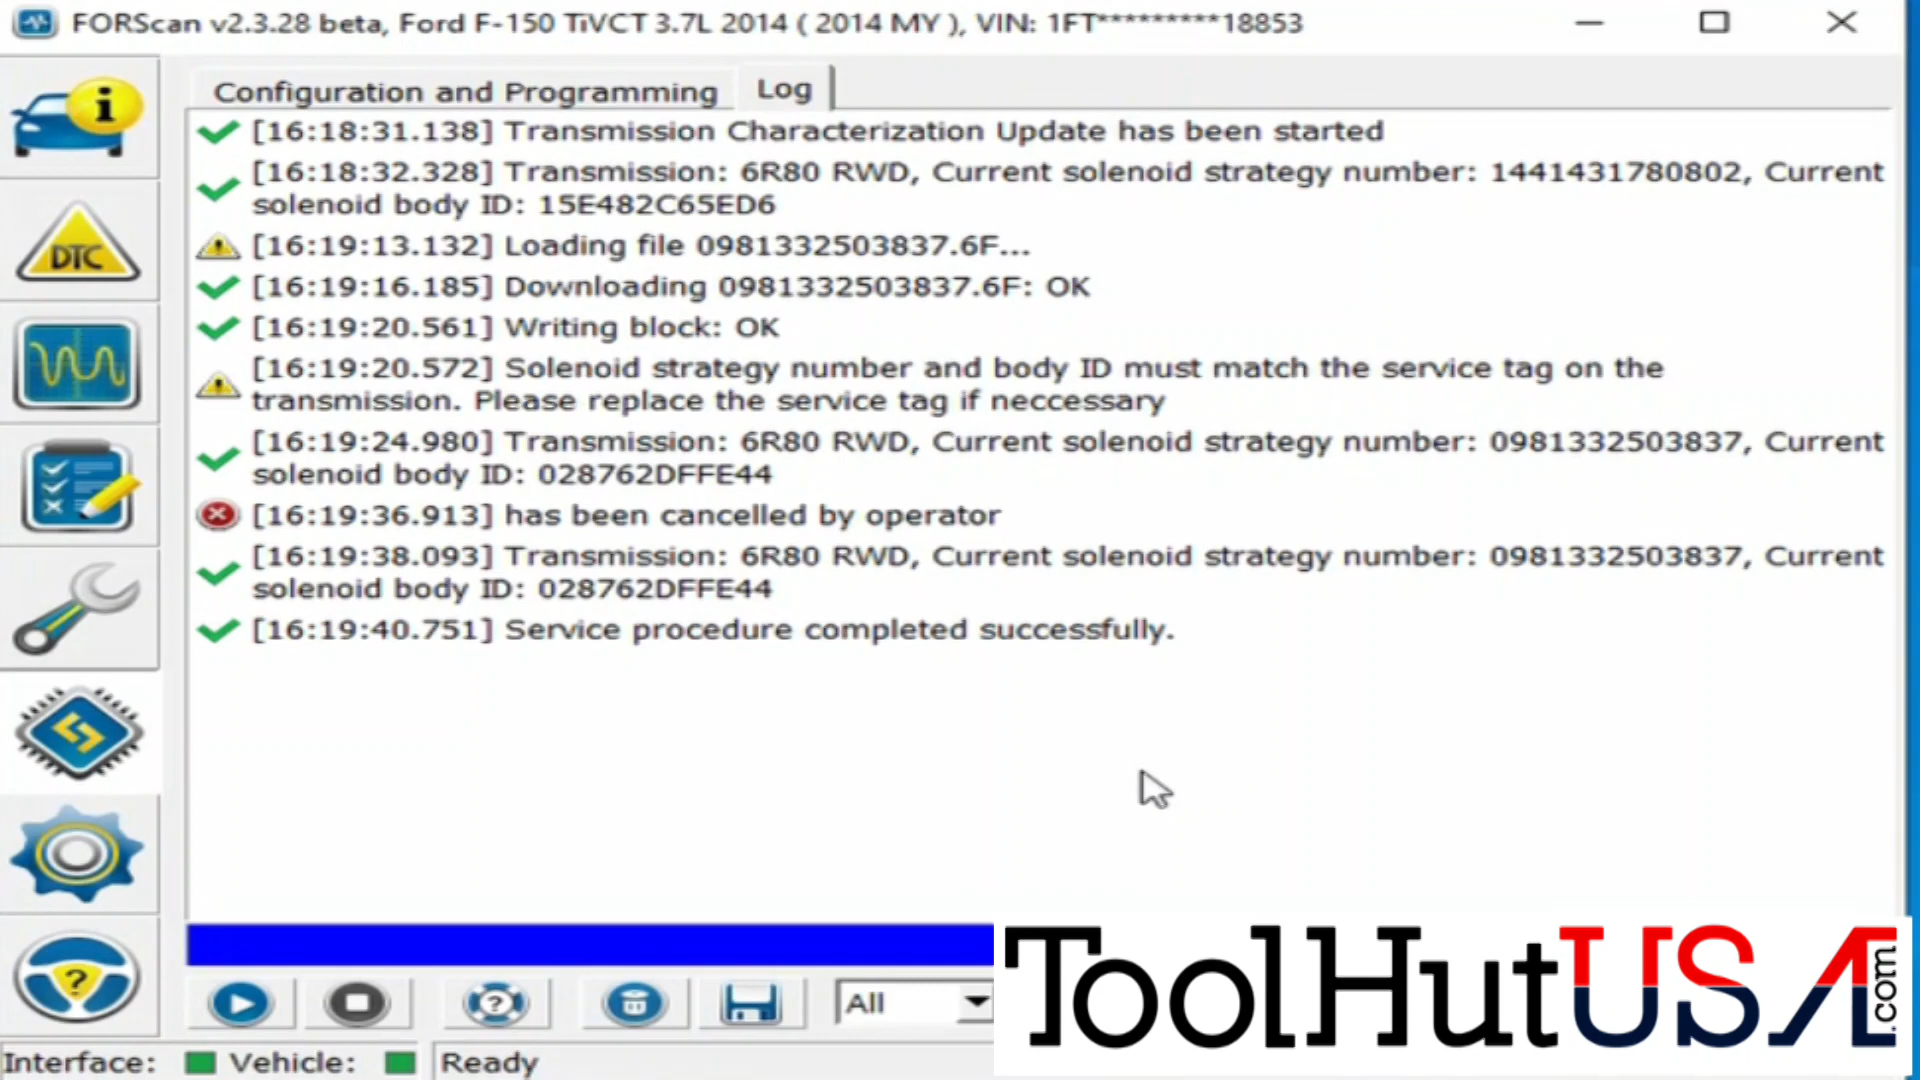 FORScan v2.3.28 beta, Ford F-150 TiVCT 3.7L 2014 ( 2014 MY ), VIN: 1FT*********18853
Configuration and Programming
Log
[16:18:31.138] Transmission Characterization Update has been started
[16:18:32.328] Transmission: 6R80 RWD, Current solenoid strategy number: 1441431780802, Current
solenoid body ID: 15E482C65ED6
[16:19:13.132] Loading file 0981332503837.6F...
[16:19:16.185] Downloading 0981332503837.6F: OK
[16:19:20.561] Writing block: OK
[16:19:20.572] Solenoid strategy number and body ID must match the service tag on the
transmission. Please replace the service tag if neccessary
[16:19:24.980] Transmission: 6R80 RWD, Current solenoid strategy number: 0981332503837, Current
solenoid body ID: 028762DFFE44
[16:19:36.913] has been cancelled by operator
[16:19:38.093] Transmission: 6R80 RWD, Current solenoid strategy number: 0981332503837, Current
solenoid body ID: 028762DFFE44
[16:19:40.751] Service procedure completed successfully.
i
DTC
?
?
All
Interface: Vehicle: Ready
ToolHutUSA.com